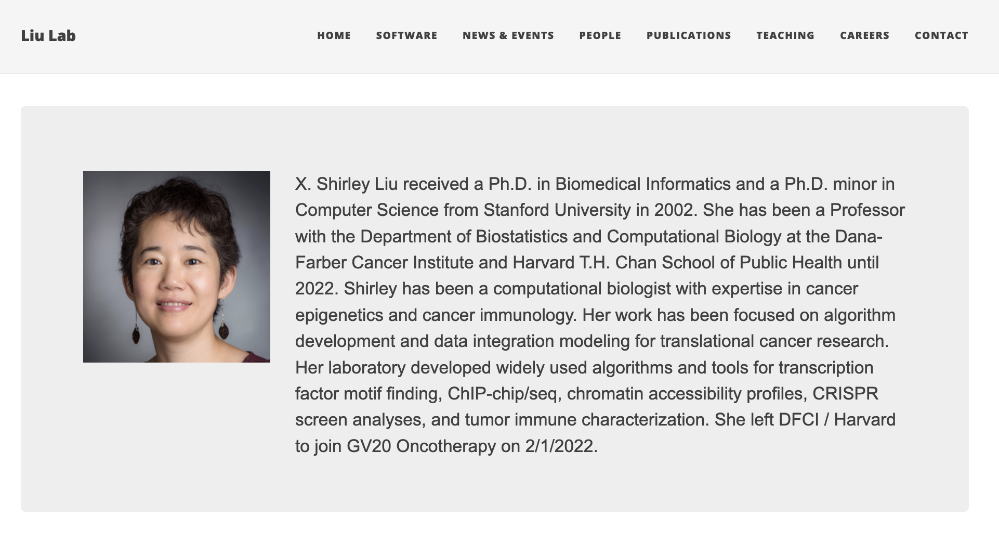 Liu Lab
HOME
SOFTWARE
NEWS & EVENTS
PEOPLE
PUBLICATIONS
TEACHING
CAREERS
CONTACT
X. Shirley Liu received a Ph.D. in Biomedical Informatics and a Ph.D. minor in
Computer Science from Stanford University in 2002. She has been a Professor
with the Department of Biostatistics and Computational Biology at the Dana-
Farber Cancer Institute and Harvard T.H. Chan School of Public Health until
2022. Shirley has been a computational biologist with expertise in cancer
epigenetics and cancer immunology. Her work has been focused on algorithm
development and data integration modeling for translational cancer research.
Her laboratory developed widely used algorithms and tools for transcription
factor motif finding, ChIP-chip/seq, chromatin accessibility profiles, CRISPR
screen analyses, and tumor immune characterization. She left DFCI / Harvard
to join GV20 Oncotherapy on 2/1/2022.